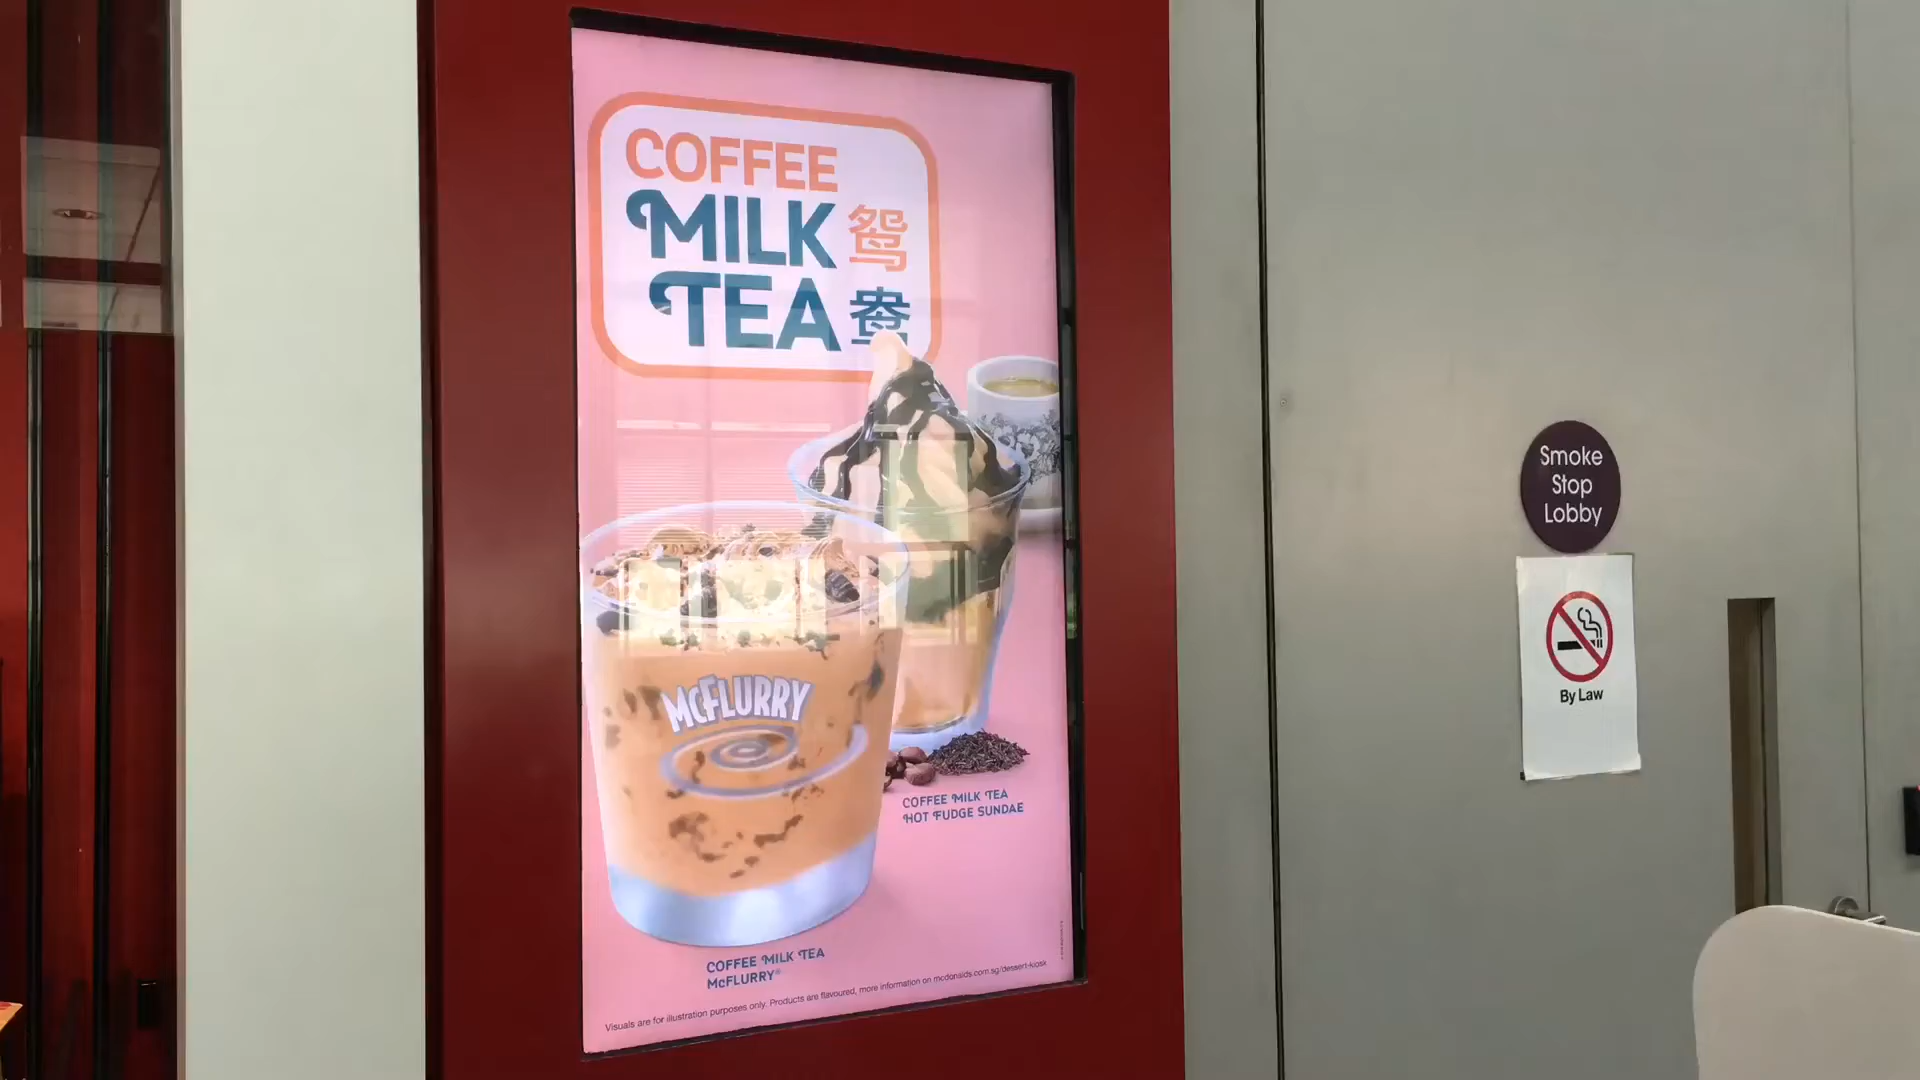 COFFEE
MILK 鸳
TEA 鸯
McFLURRY
COFFEE MILK TEA
HOT FUDGE SUNDAE
COFFEE MILK TEA
McFLURRY®
Visuals are for illustration purposes only. Products are flavoured, more information on mcdonalds.com.sg/dessert-kiosk
Smoke
Stop
Lobby
By Law